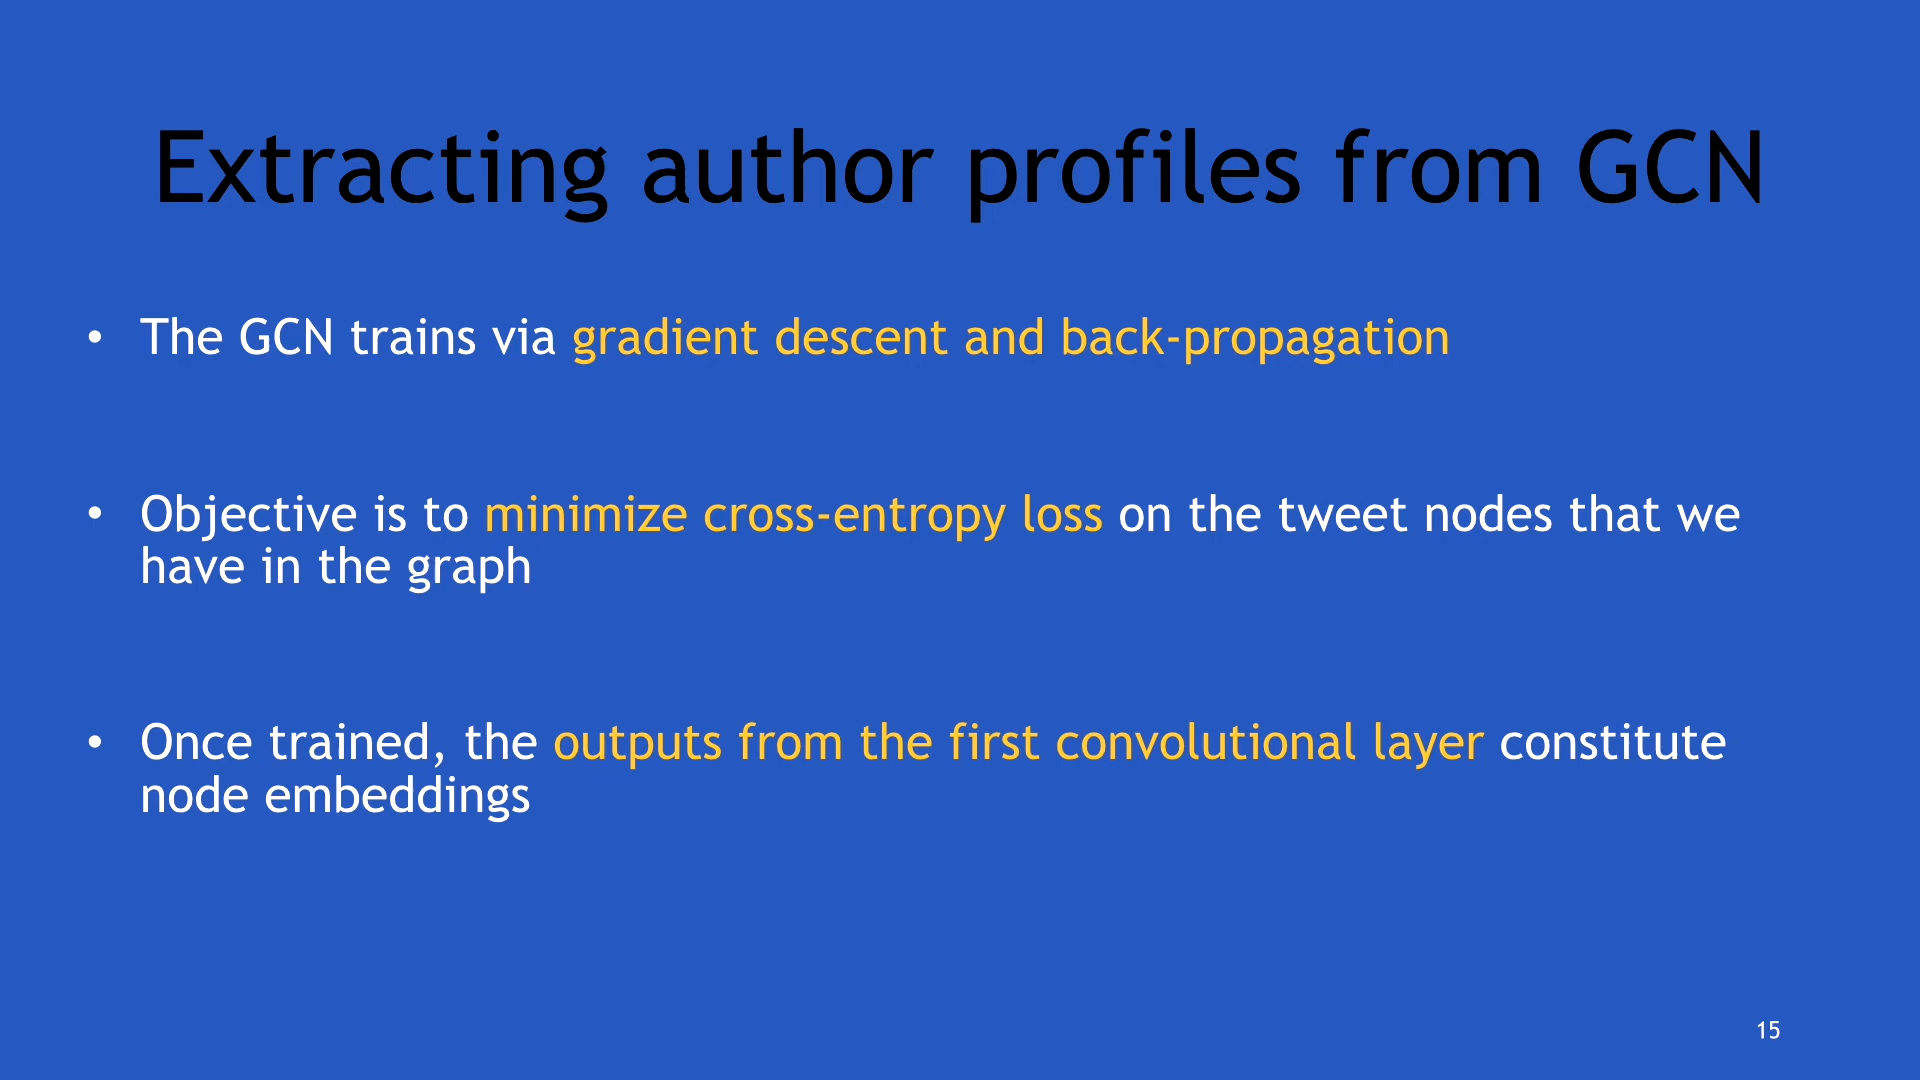 Extracting author profiles from GCN
• The GCN trains via gradient descent and back-propagation
• Objective is to minimize cross-entropy loss on the tweet nodes that we
have in the graph
• Once trained, the outputs from the first convolutional layer constitute
node embeddings
15